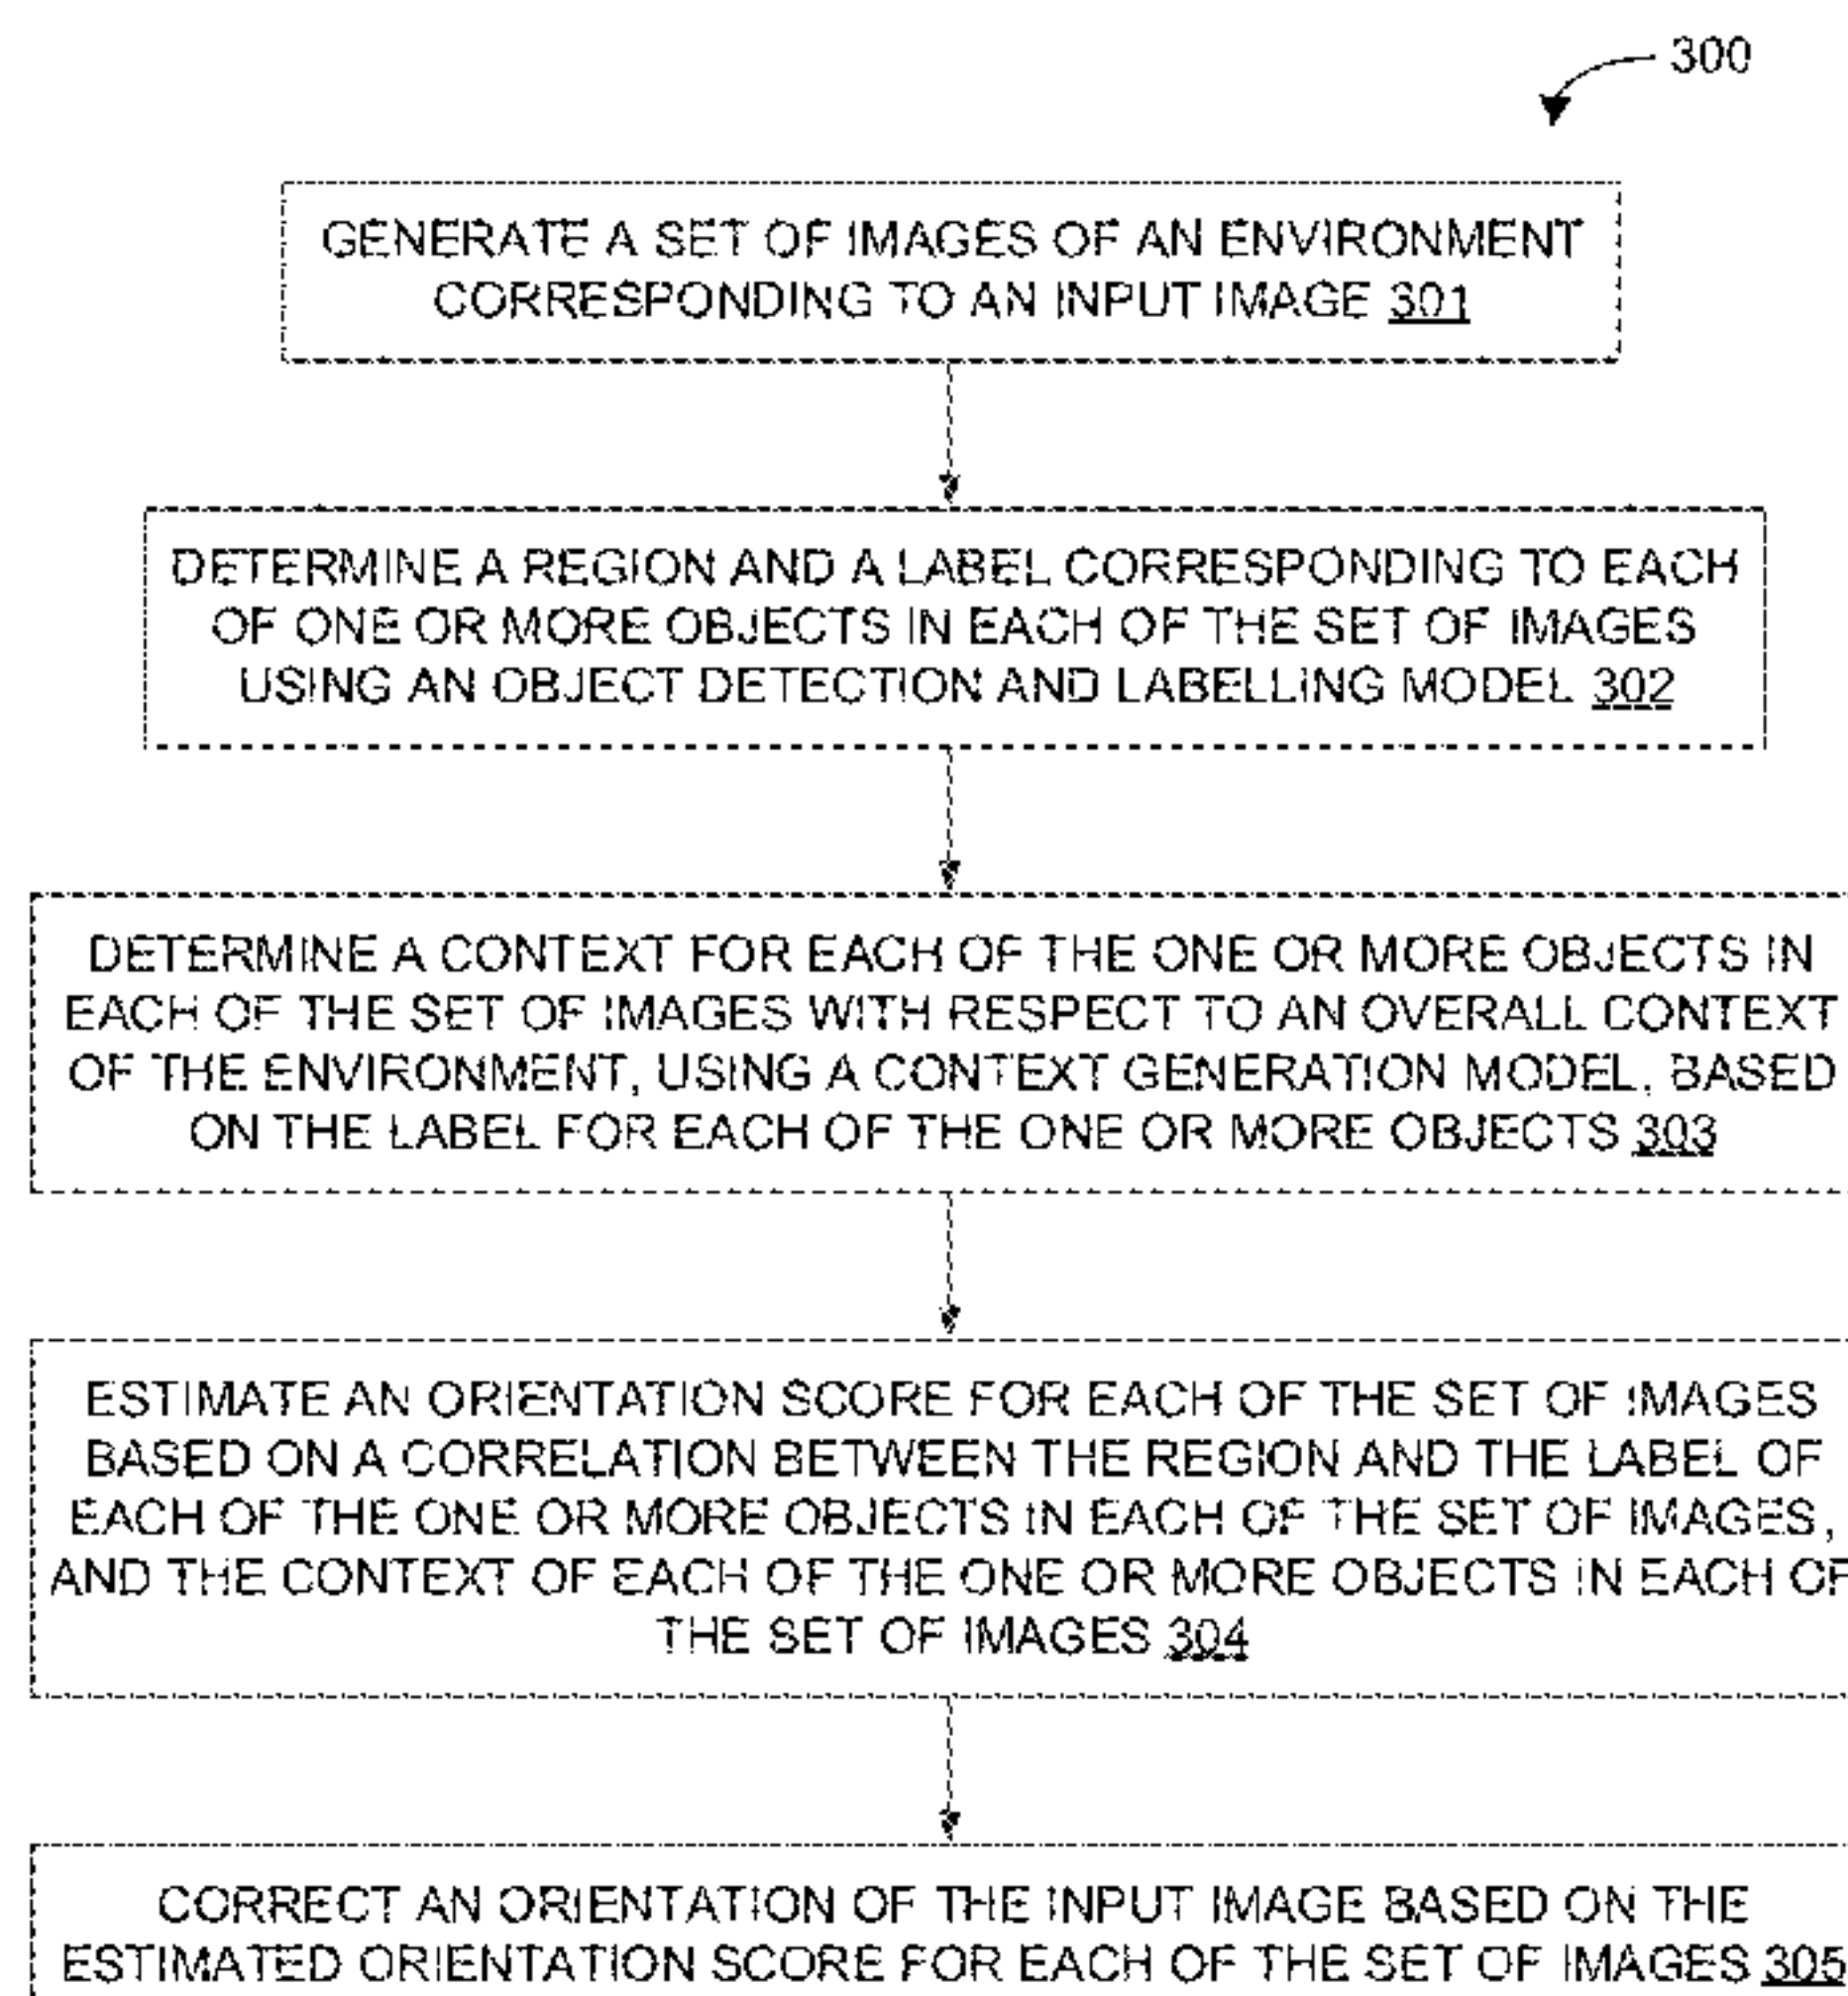 300
GENERATE A SET OF IMAGES OF AN ENVIRONMENT
CORRESPONDING TO AN INPUT IMAGE 301
DETERMINE A REGION AND A LABEL CORRESPONDING TO EACH
OF ONE OR MORE OBJECTS IN EACH OF THE SET OF IMAGES
USING AN OBJECT DETECTION AND LABELLING MODEL 302
DETERMINE A CONTEXT FOR EACH OF THE ONE OR MORE OBJECTS IN
EACH OF THE SET OF IMAGES WITH RESPECT TO AN OVERALL CONTEXT
OF THE ENVIRONMENT, USING A CONTEXT GENERATION MODEL, BASED
ON THE LABEL FOR EACH OF THE ONE OR MORE OBJECTS 303
ESTIMATE AN ORIENTATION SCORE FOR EACH OF THE SET OF IMAGES
BASED ON A CORRELATION BETWEEN THE REGION AND THE LABEL OF
EACH OF THE ONE OR MORE OBJECTS IN EACH OF THE SET OF IMAGES,
AND THE CONTEXT OF EACH OF THE ONE OR MORE OBJECTS IN EACH OF
THE SET OF IMAGES 304
CORRECT AN ORIENTATION OF THE INPUT IMAGE BASED ON THE
ESTIMATED ORIENTATION SCORE FOR EACH OF THE SET OF IMAGES 305